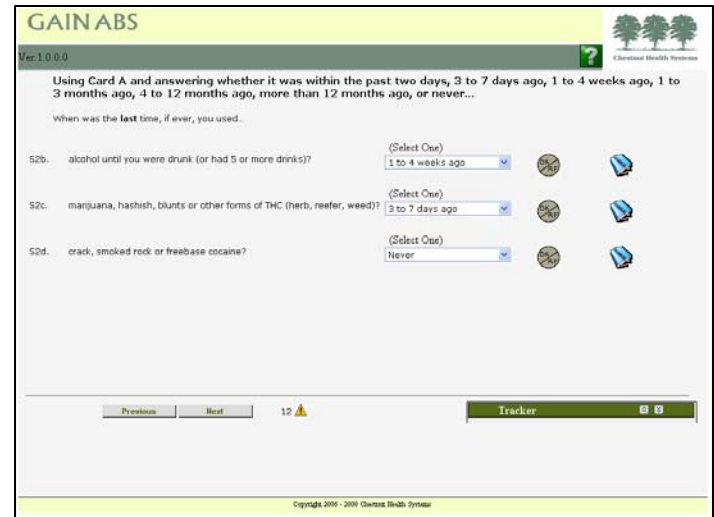 GAIN ABS
Ver.1.0.0.0
?
Chestnut Health Systems
Using Card A and answering whether it was within the past two days, 3 to 7 days ago, 1 to 4 weeks ago, 1 to
3 months ago, 4 to 12 months ago, more than 12 months ago, or never...
When was the last time, if ever, you used...
(Select One)
S2b. alcohol until you were drunk (or had 5 or more drinks)? 1 to 4 weeks ago
(Select One)
S2c. marijuana, hashish, blunts or other forms of THC (herb, reefer, weed)? 3 to 7 days ago
(Select One)
S2d. crack, smoked rock or freebase cocaine? Never
Previous Next 12 Tracker
Copyright 2006 - 2009 Chestnut Health Systems